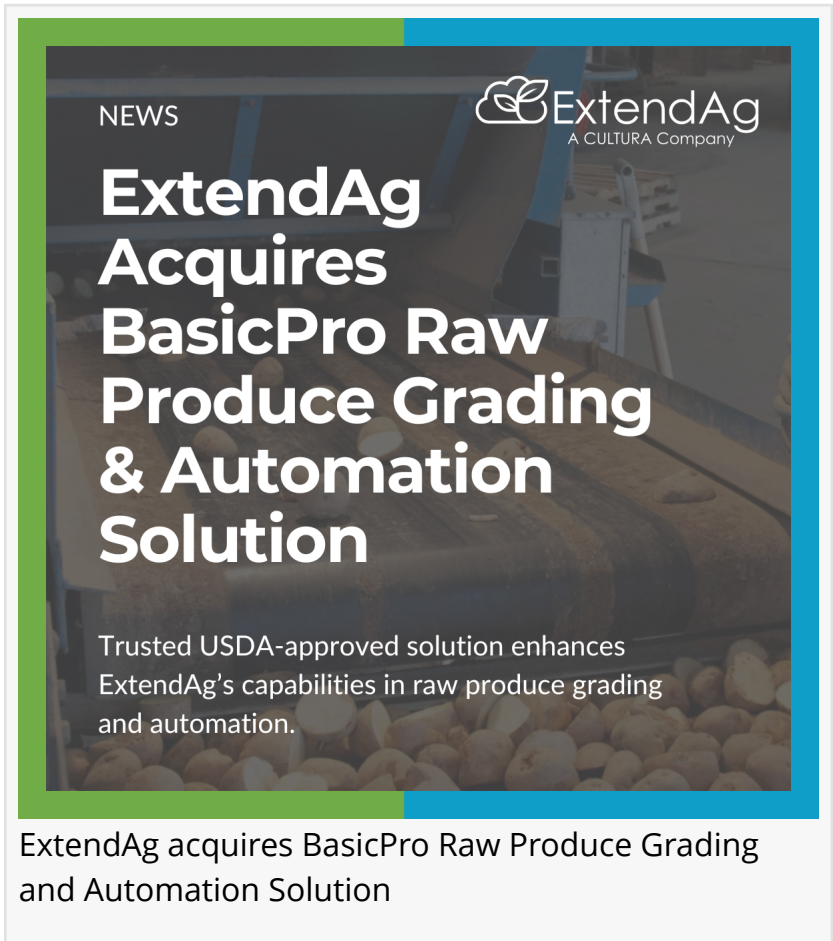 NEWS
ExtendAg
A CULTURA Company
ExtendAg
Acquires
BasicPro Raw
Produce Grading
& Automation
Solution
Trusted USDA-approved solution enhances
ExtendAg’s capabilities in raw produce grading
and automation.
ExtendAg acquires BasicPro Raw Produce Grading
and Automation Solution